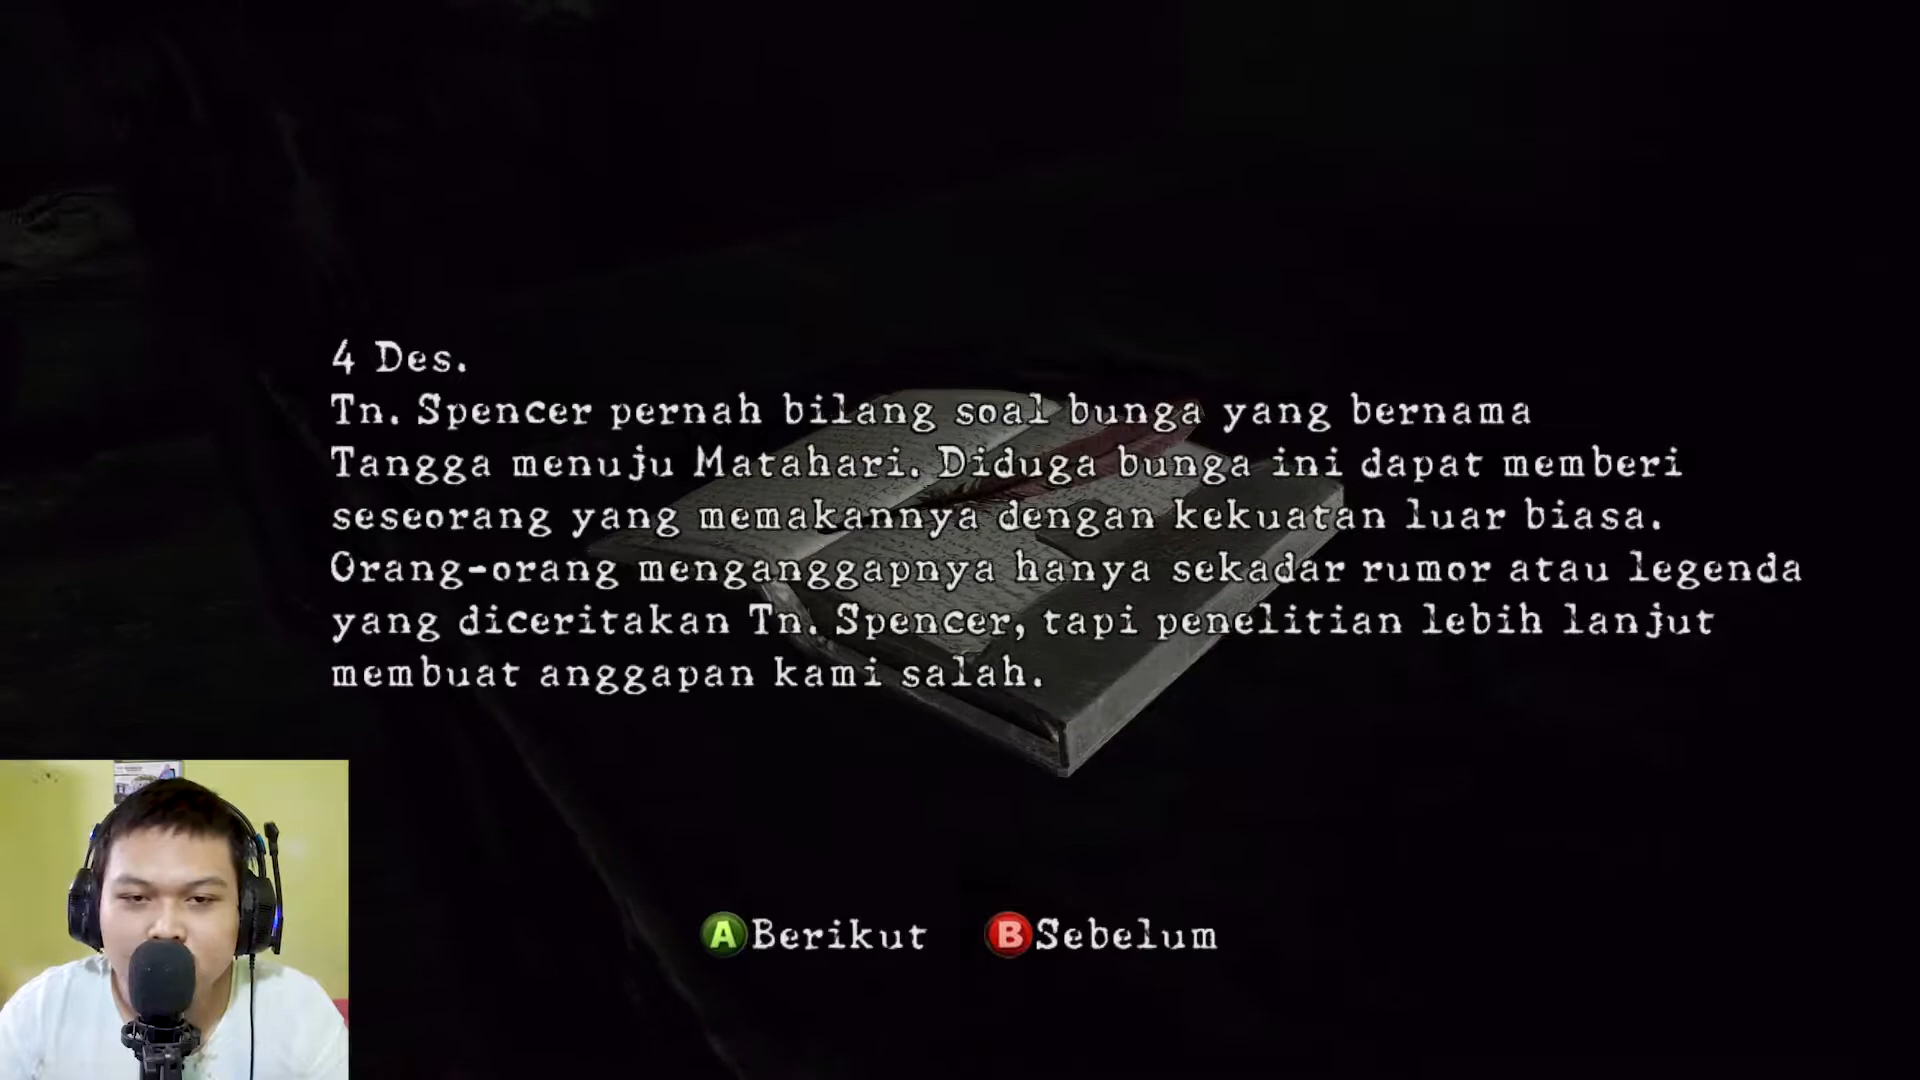 4 Des.
Tn. Spencer pernah bilang soal bunga yang bernama
Tangga menuju Matahari. Diduga bunga ini dapat memberi
seseorang yang memakannya dengan kekuatan luar biasa.
Orang-orang menganggapnya hanya sekadar rumor atau legenda
yang diceritakan Tn. Spencer, tapi penelitian lebih lanjut
membuat anggapan kami salah.
A Berikut B Sebelum